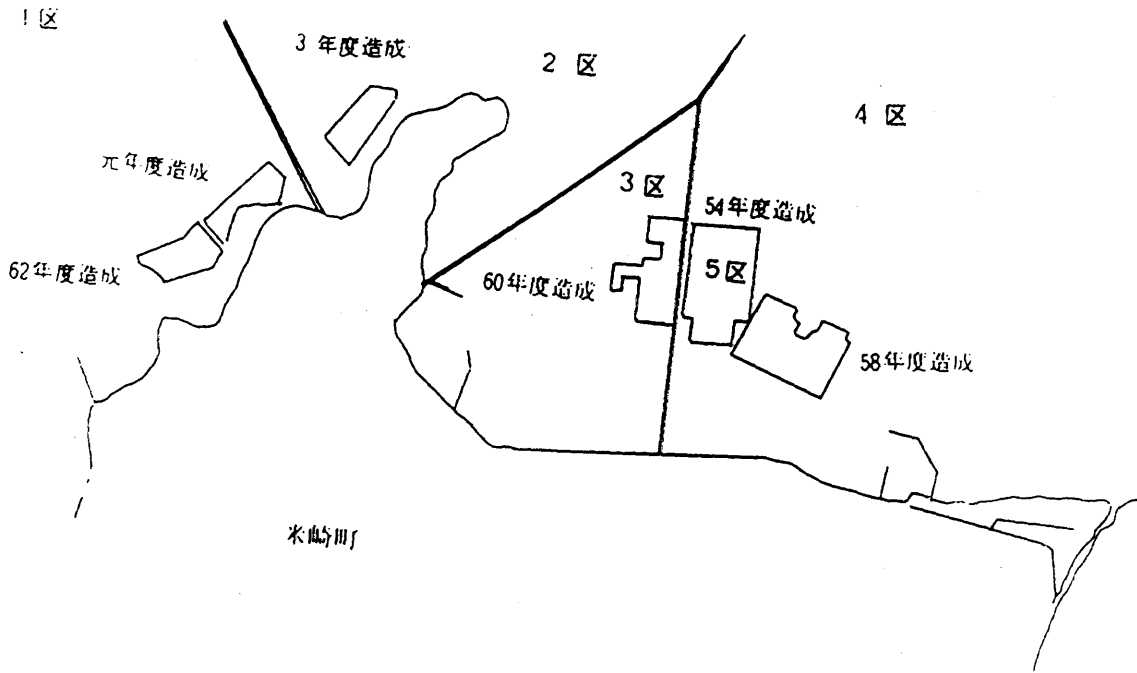 1区
3年度造成
2区
4区
元年度造成
3区
54年度造成
62年度造成
60年度造成
5区
58年度造成
米崎町